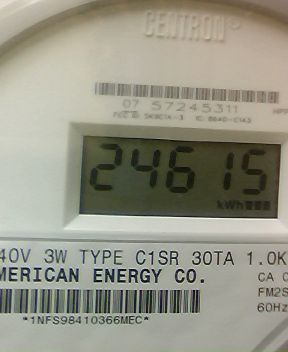 CENTRON®
07 57245311
24615
kWh
40V 3W TYPE C1SR 30TA 1.0K
MERICAN ENERGY CO.
CA 0
FM2S
*1NFS98410366MEC*
60Hz